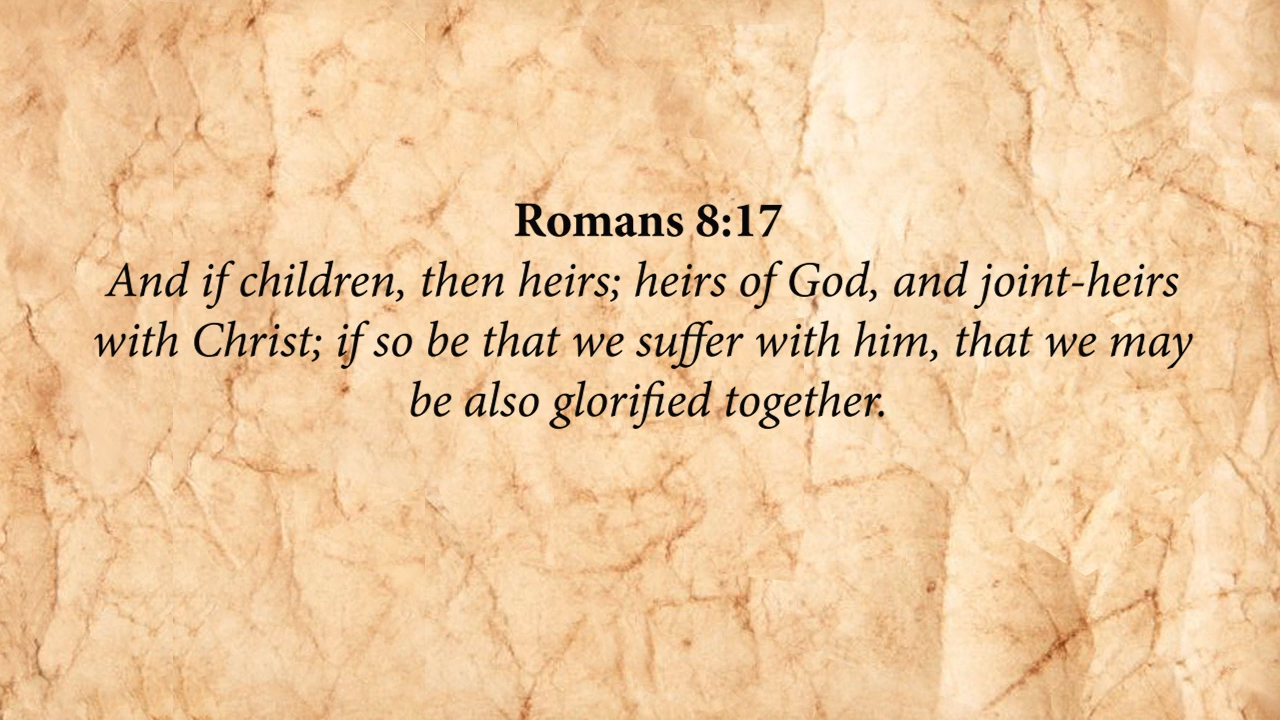 Romans 8:17
And if children, then heirs; heirs of God, and joint-heirs
with Christ; if so be that we suffer with him, that we may
be also glorified together.